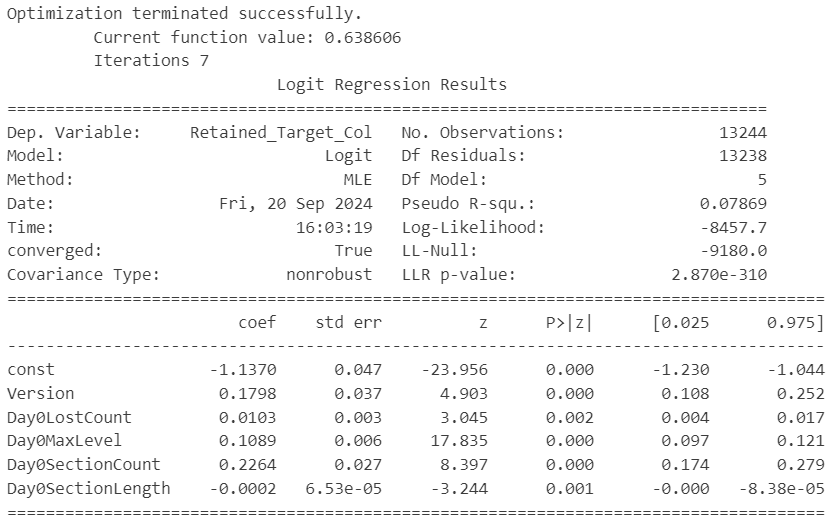 Optimization terminated successfully.
         Current function value: 0.638606
         Iterations 7
                           Logit Regression Results
===============================================================================
Dep. Variable:     Retained_Target_Col   No. Observations:                13244
Model:                           Logit   Df Residuals:                    13238
Method:                            MLE   Df Model:                            5
Date:                 Fri, 20 Sep 2024   Pseudo R-squ.:                 0.07869
Time:                         16:03:19   Log-Likelihood:                -8457.7
converged:                        True   LL-Null:                       -9180.0
Covariance Type:             nonrobust   LLR p-value:                2.870e-310
=====================================================================================
                        coef    std err          z      P>|z|      [0.025      0.975]
-------------------------------------------------------------------------------------
const                -1.1370      0.047    -23.956      0.000      -1.230      -1.044
Version               0.1798      0.037      4.903      0.000       0.108       0.252
Day0LostCount         0.0103      0.003      3.045      0.002       0.004       0.017
Day0MaxLevel          0.1089      0.006     17.835      0.000       0.097       0.121
Day0SectionCount      0.2264      0.027      8.397      0.000       0.174       0.279
Day0SectionLength    -0.0002   6.53e-05     -3.244      0.001      -0.000   -8.38e-05
=====================================================================================